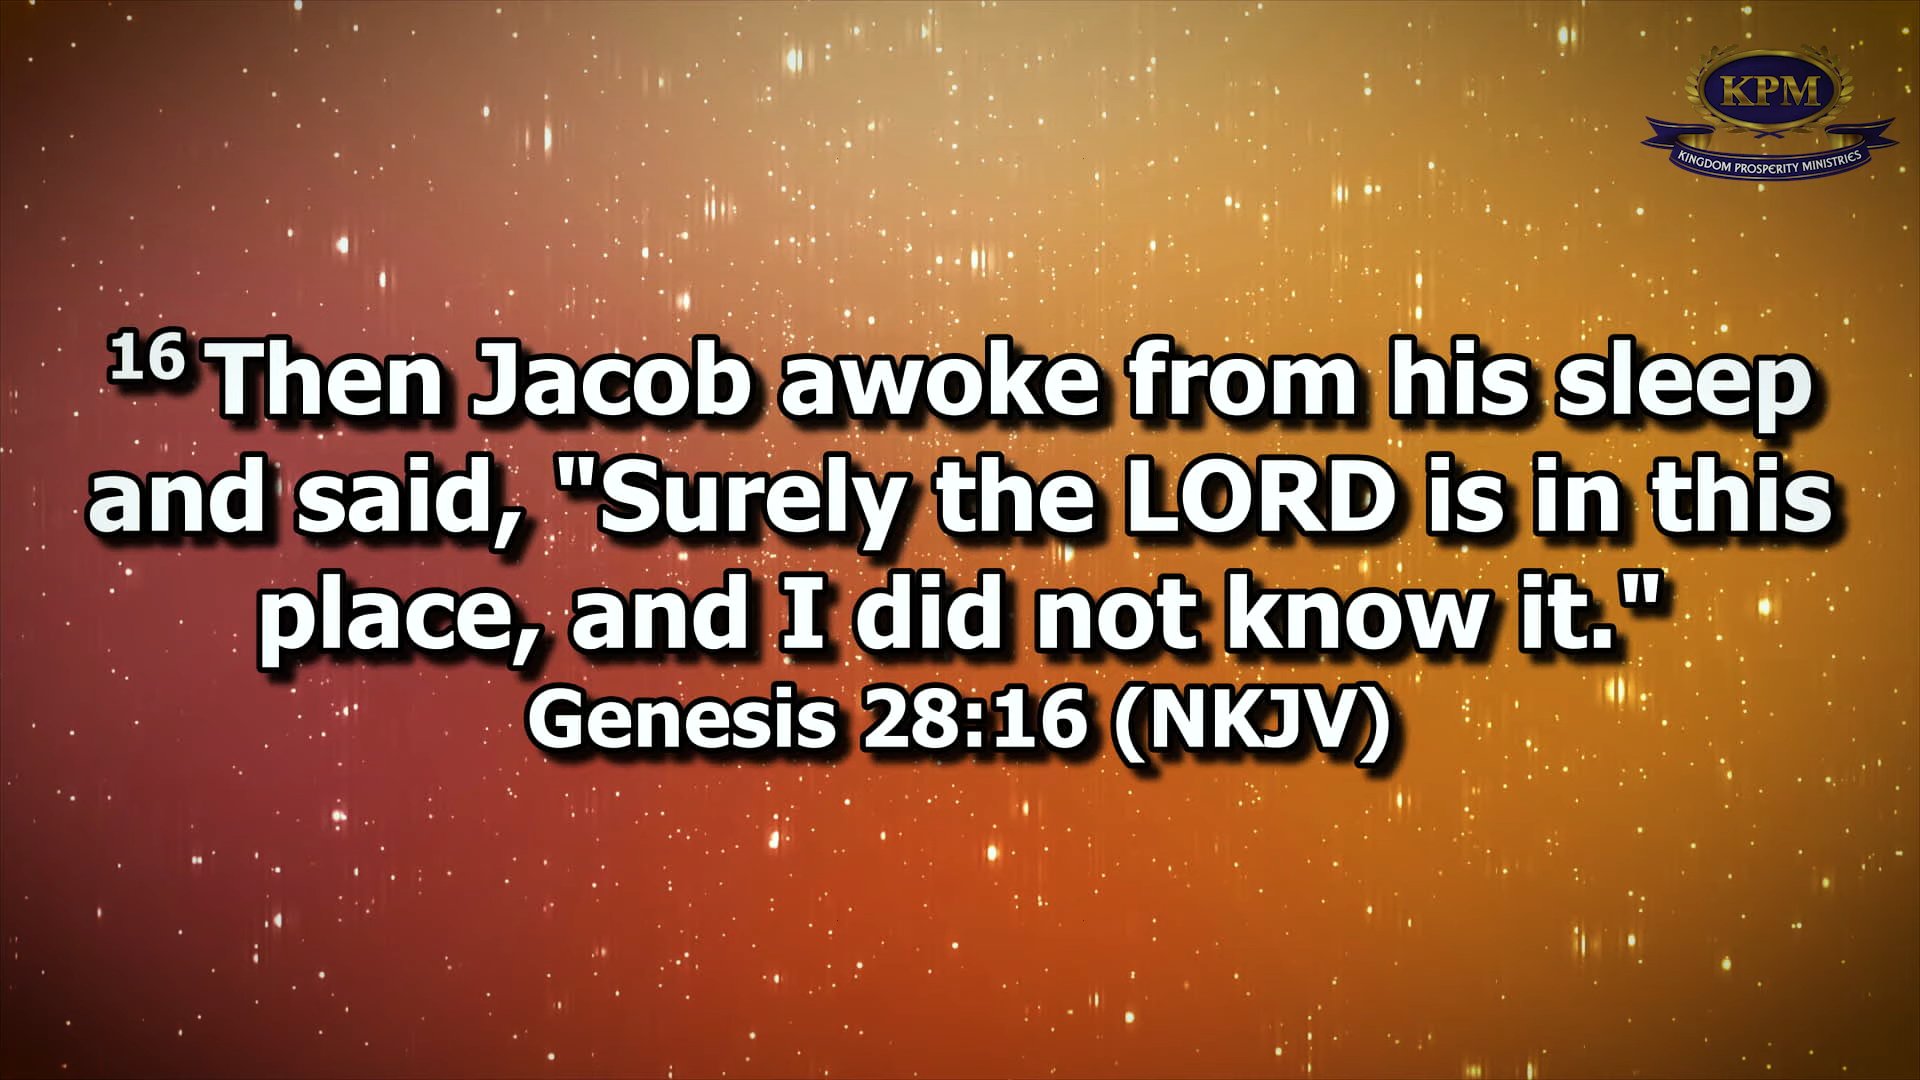 KPM
KINGDOM PROSPERITY MINISTRIES
16 Then Jacob awoke from his sleep
and said, "Surely the LORD is in this
place, and I did not know it."
Genesis 28:16 (NKJV)